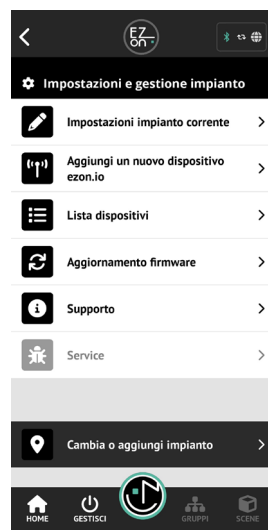 EZ
on
Impostazioni e gestione impianto
Impostazioni impianto corrente
Aggiungi un nuovo dispositivo
ezon.io
Lista dispositivi
Aggiornamento firmware
Supporto
Service
Cambia o aggiungi impianto
HOME
GESTISCI
GRUPPI
SCENE